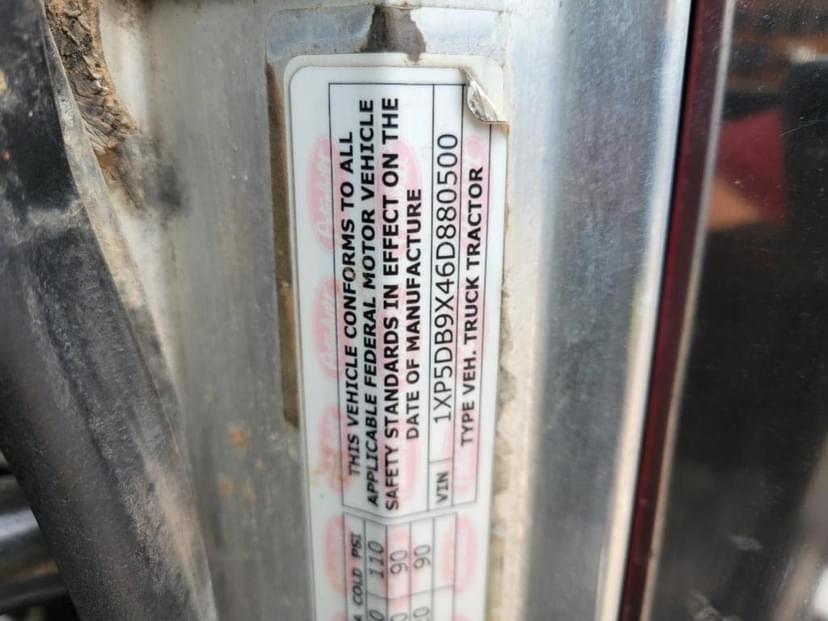 THIS VEHICLE CONFORMS TO ALL
APPLICABLE FEDERAL MOTOR VEHICLE
SAFETY STANDARDS IN EFFECT ON THE
DATE OF MANUFACTURE
VIN 1XP5DB9X46D880500
TYPE VEH. TRUCK TRACTOR
COLD PSI
110
90
90